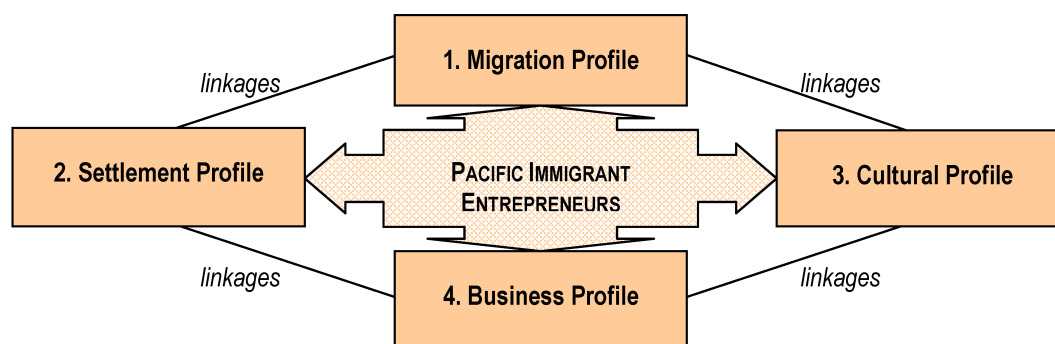 1. Migration Profile
linkages
linkages
2. Settlement Profile
PACIFIC IMMIGRANT
ENTREPRENEURS
3. Cultural Profile
linkages
linkages
4. Business Profile